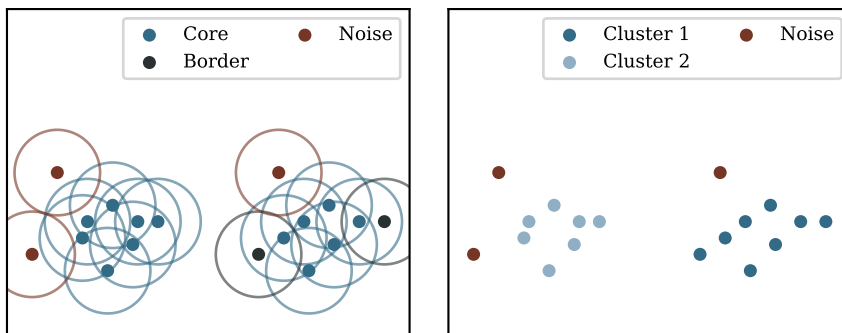 Core
Border
Noise
Cluster 1
Cluster 2
Noise